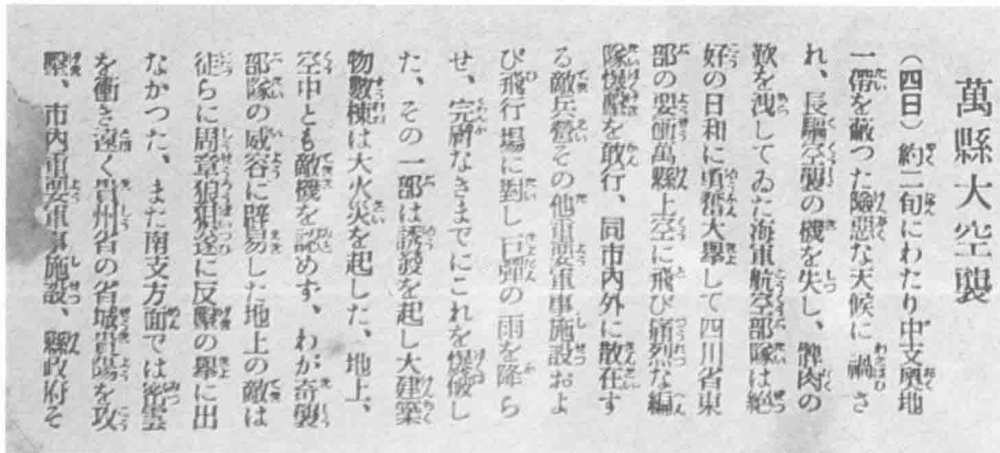 萬縣大空襲
(四日)約二旬にわたり中支奧地
一帶を蔽つた險惡な天候に禍さ
れ、長驅空襲の機を失し、髀肉の
歎を洩してゐた海軍航空部隊は絶
好の日和に勇奮大擧して四川省東
部の要衝萬縣上空に飛び痛烈な編
隊爆擊を敢行、同市内外に散在す
る敵兵營その他重要軍事施設およ
び飛行場に對し巨彈の雨を降ら
せ、完膚なきまでにこれを爆破し
た、その一部は誘發を起し大建築
物數棟は大火災を起した、地上、
空中とも敵機を認めず、わが奇襲
部隊の威容に辟易した地上の敵は
徒らに周章狼狽遂に反擊の擧に出
なかつた、また南支方面では密雲
を衝き遠く貴州省の省城貴陽を攻
擊、市内重要軍事施設、縣政府そ